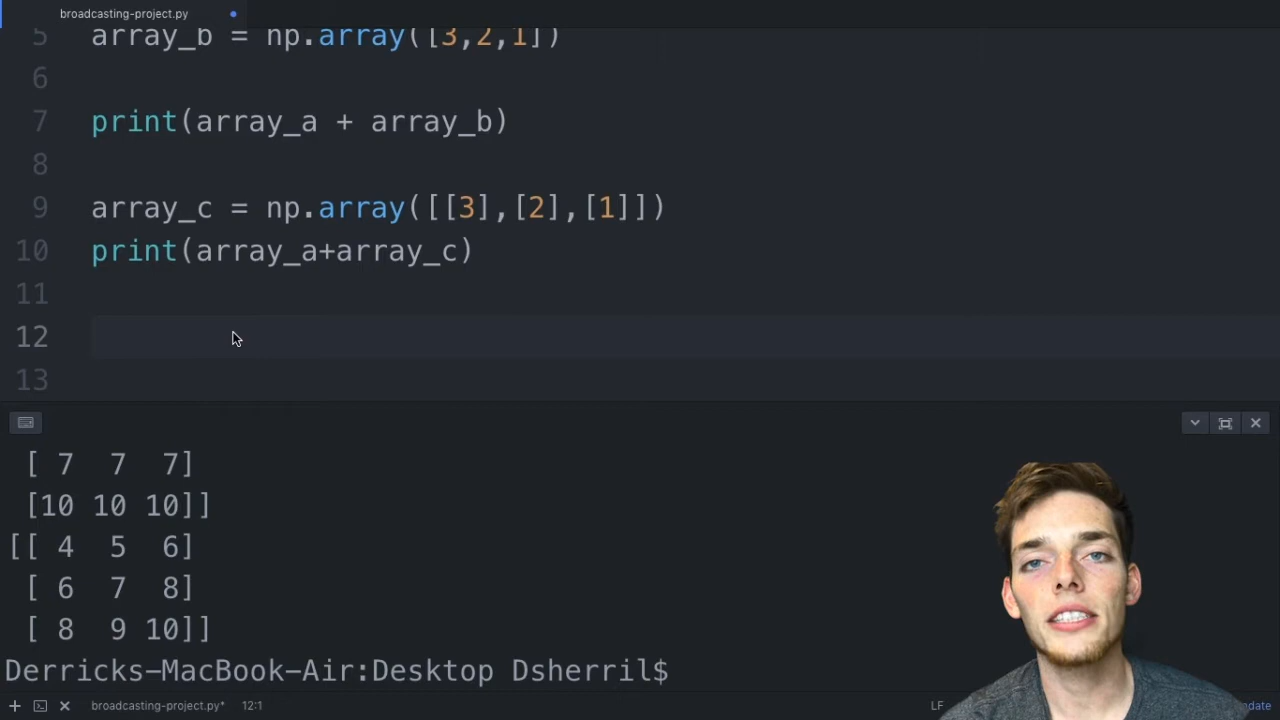 broadcasting-project.py
5 array_b = np.array([3,2,1])
6
7 print(array_a + array_b)
8
9 array_c = np.array([[3],[2],[1]])
10 print(array_a+array_c)
11
12
13
[ 7 7 7]
[10 10 10]]
[[ 4 5 6]
[ 6 7 8]
[ 8 9 10]]
Derricks-MacBook-Air:Desktop Dsherril$
broadcasting-project.py* 12:1 LF